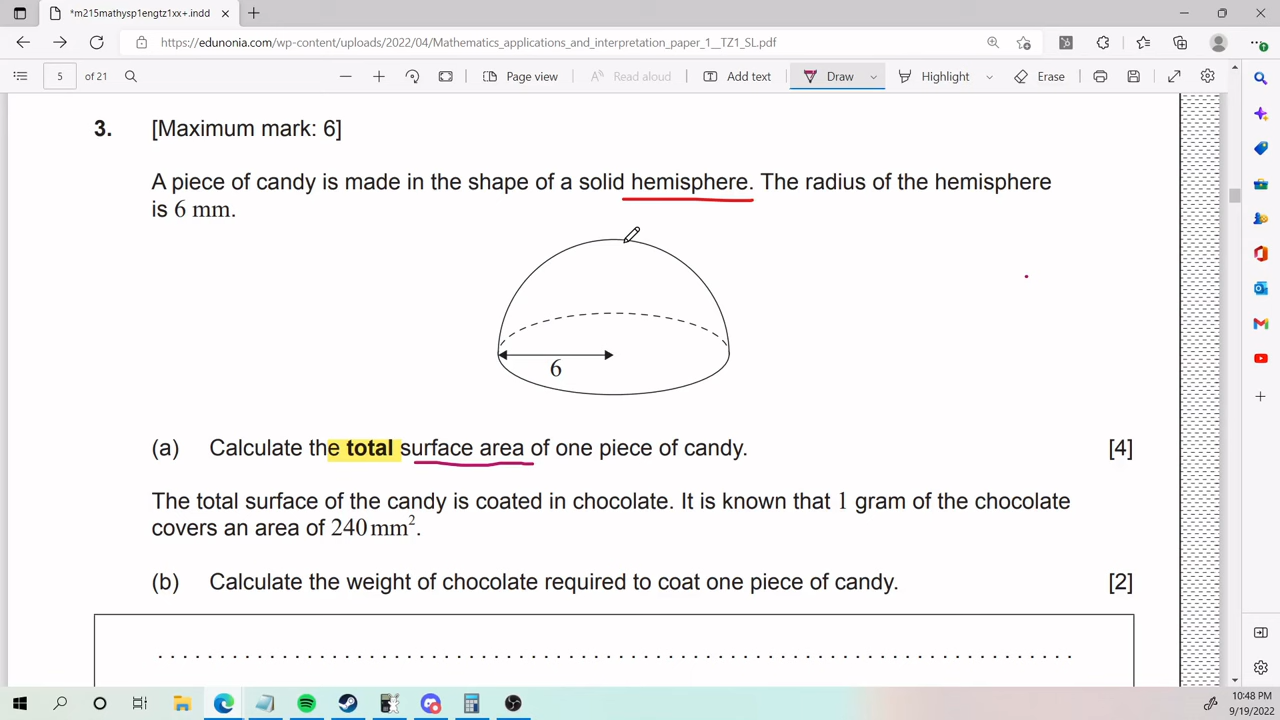 *m215mathysp1engtz1xx+.indd
https://edunonia.com/wp-content/uploads/2022/04/Mathematics_applications_and_interpretation_paper_1__TZ1_SL.pdf
5 of 21
Page view
Read aloud
Add text
Draw
Highlight
Erase
3. [Maximum mark: 6]
A piece of candy is made in the shape of a solid hemisphere. The radius of the hemisphere
is 6 mm.
6
(a) Calculate the total surface area of one piece of candy. [4]
The total surface of the candy is coated in chocolate. It is known that 1 gram of the chocolate
covers an area of 240 mm².
(b) Calculate the weight of chocolate required to coat one piece of candy. [2]
10:48 PM
9/19/2022